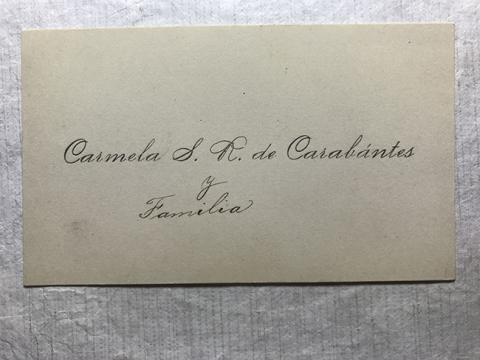 Carmela S. R. de Carabántes
y
Familia